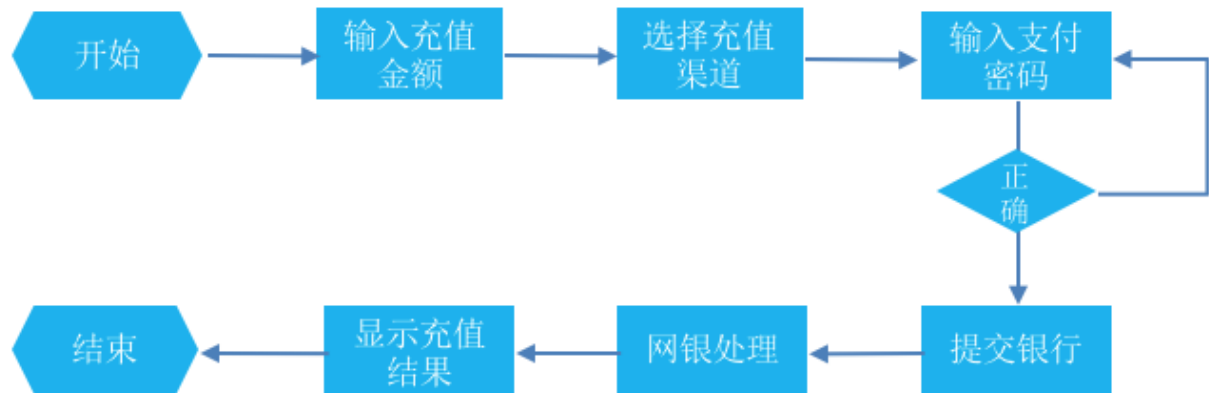 开始
输入充值
金额
选择充值
渠道
输入支付
密码
正
确
提交银行
网银处理
显示充值
结果
结束